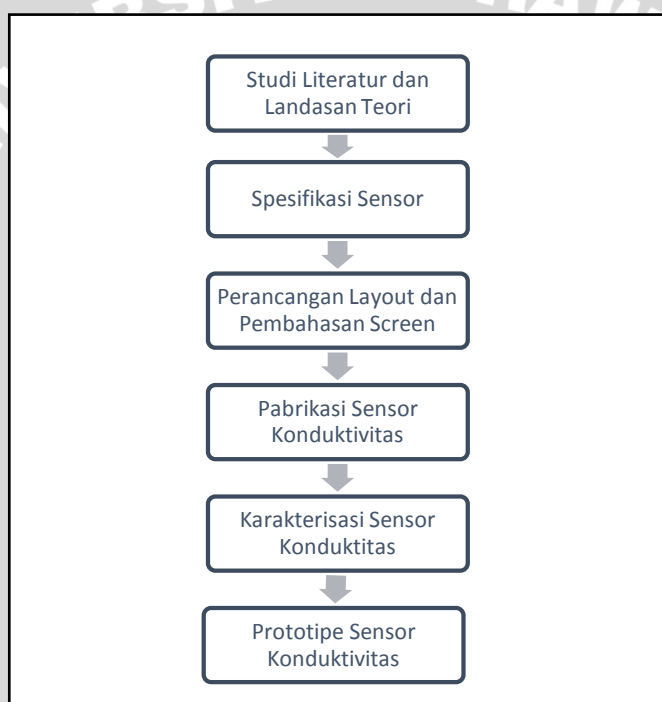 Studi Literatur dan
Landasan Teori
Spesifikasi Sensor
Perancangan Layout dan
Pembahasan Screen
Pabrikasi Sensor
Konduktivitas
Karakterisasi Sensor
Konduktitas
Prototipe Sensor
Konduktivitas